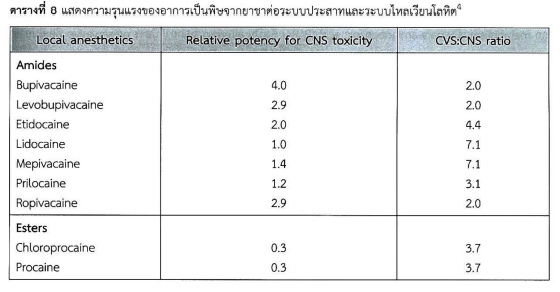 ตารางที่ 8 แสดงความรุนแรงของอาการเป็นพิษจากยาชาต่อระบบประสาทและระบบไหลเวียนโลหิต4
Local anesthetics Relative potency for CNS toxicity CVS:CNS ratio
Amides
Bupivacaine 4.0 2.0
Levobupivacaine 2.9 2.0
Etidocaine 2.0 4.4
Lidocaine 1.0 7.1
Mepivacaine 1.4 7.1
Prilocaine 1.2 3.1
Ropivacaine 2.9 2.0
Esters
Chloroprocaine 0.3 3.7
Procaine 0.3 3.7